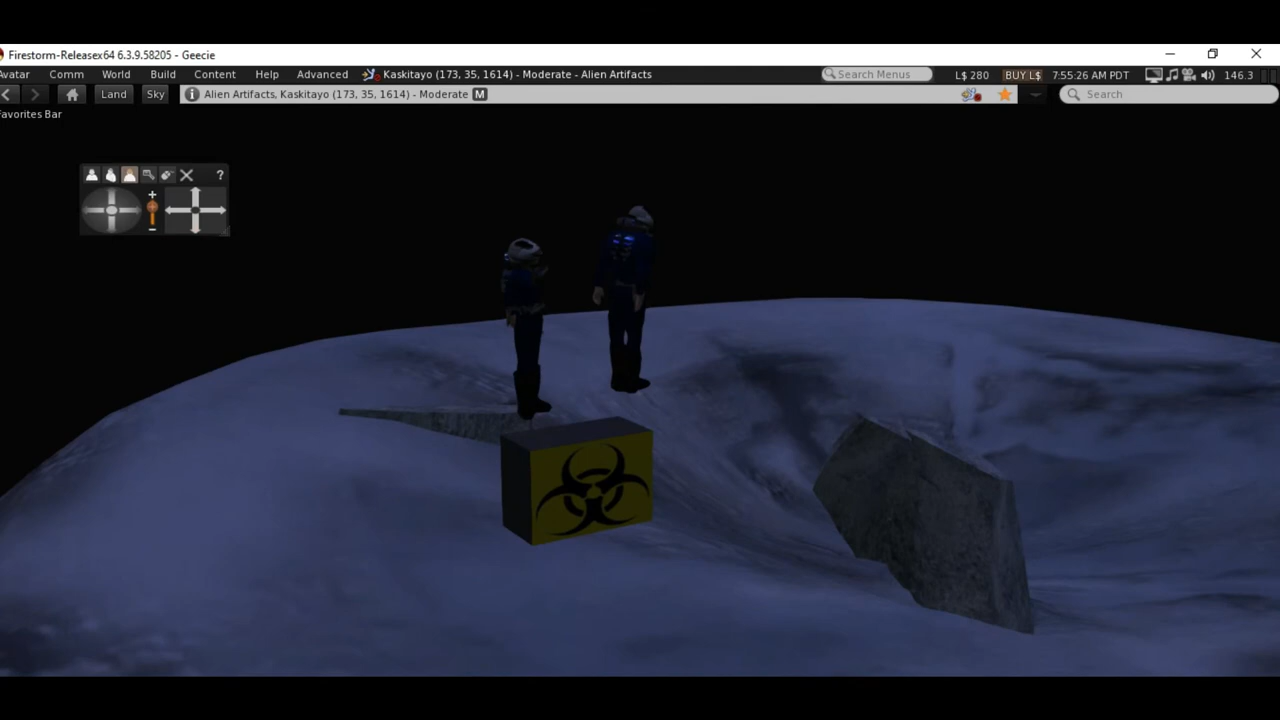 Firestorm-Releasex64 6.3.9.58205 - Geecie
Avatar Comm World Build Content Help Advanced Kaskitayo (173, 35, 1614) - Moderate - Alien Artifacts Search Menus L$ 280 BUY L$ 7:55:26 AM PDT 146.3
Land Sky Alien Artifacts, Kaskitayo (173, 35, 1614) - Moderate M Search
Favorites Bar
?